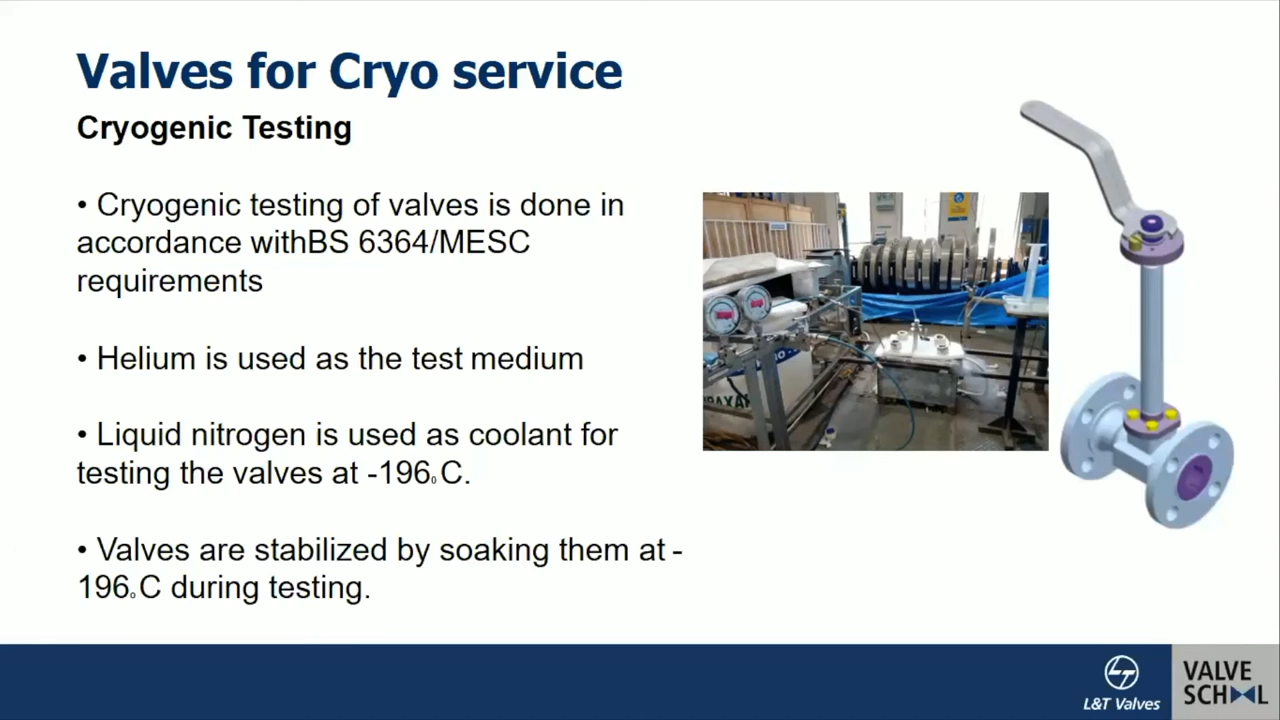 Valves for Cryo service
Cryogenic Testing
• Cryogenic testing of valves is done in
accordance withBS 6364/MESC
requirements
• Helium is used as the test medium
• Liquid nitrogen is used as coolant for
testing the valves at -196₀C.
• Valves are stabilized by soaking them at -
196₀C during testing.
L&T Valves
VALVE
SCHOOL